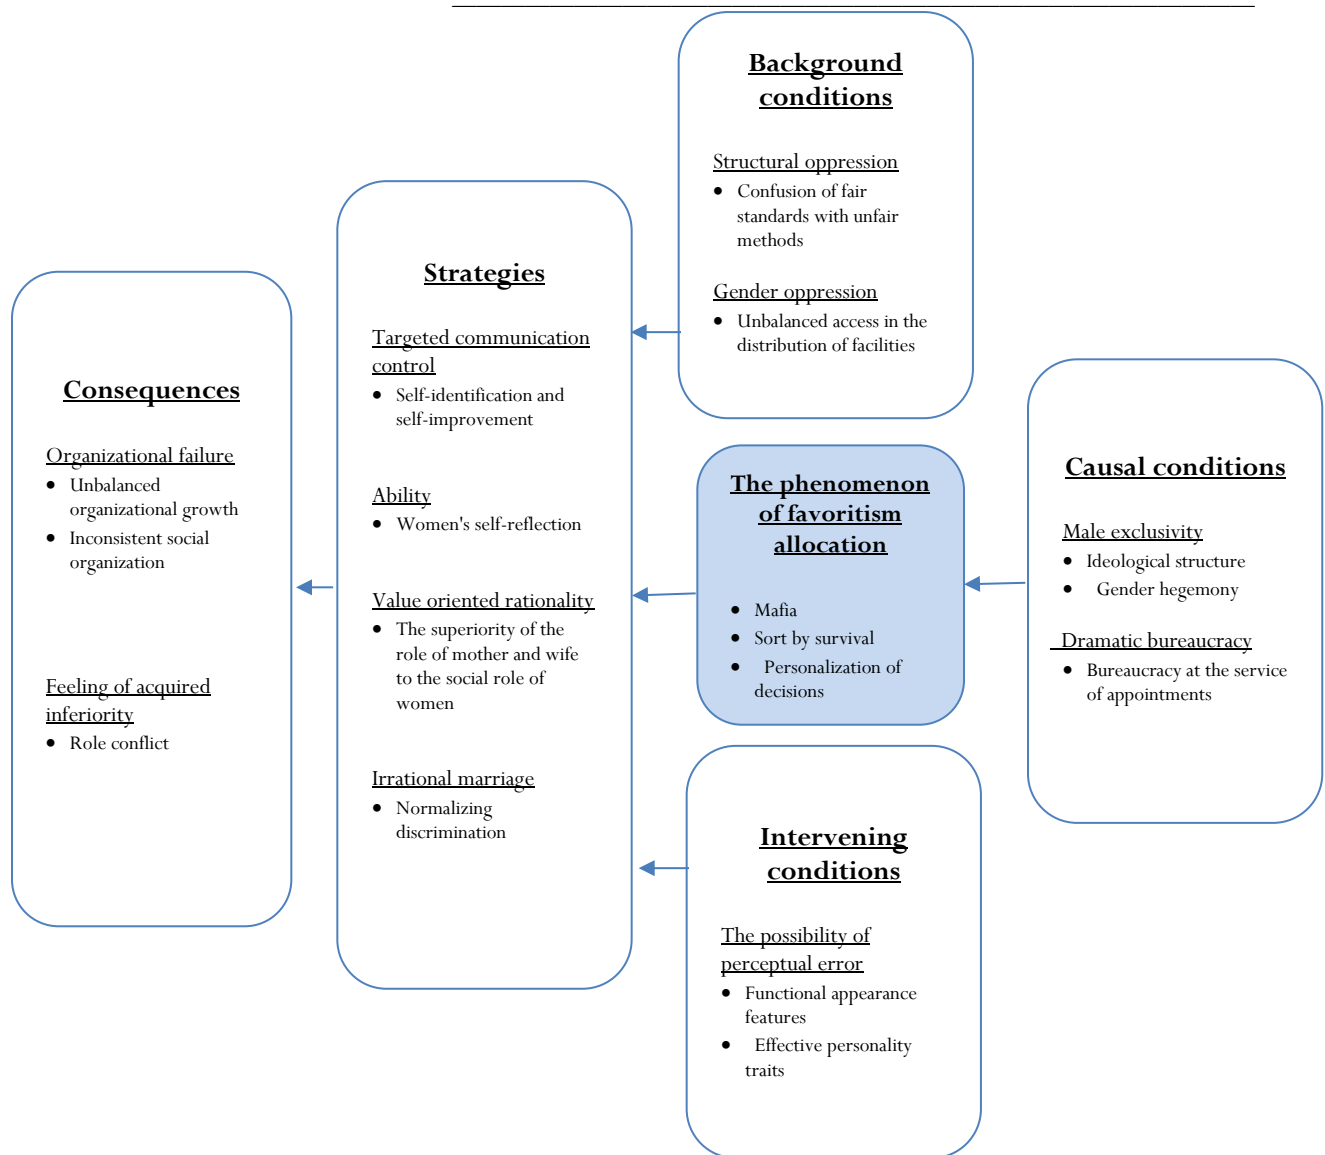 Background
conditions
Structural oppression
• Confusion of fair
standards with unfair
methods
Gender oppression
• Unbalanced access in the
distribution of facilities
Strategies
Targeted communication
control
• Self-identification and
self-improvement
Ability
• Women's self-reflection
Value oriented rationality
• The superiority of the
role of mother and wife
to the social role of
women
Irrational marriage
• Normalizing
discrimination
Consequences
Organizational failure
• Unbalanced
organizational growth
• Inconsistent social
organization
Feeling of acquired
inferiority
• Role conflict
The phenomenon
of favoritism
allocation
• Mafia
• Sort by survival
• Personalization of
decisions
Causal conditions
Male exclusivity
• Ideological structure
• Gender hegemony
Dramatic bureaucracy
• Bureaucracy at the service
of appointments
Intervening
conditions
The possibility of
perceptual error
• Functional appearance
features
• Effective personality
traits